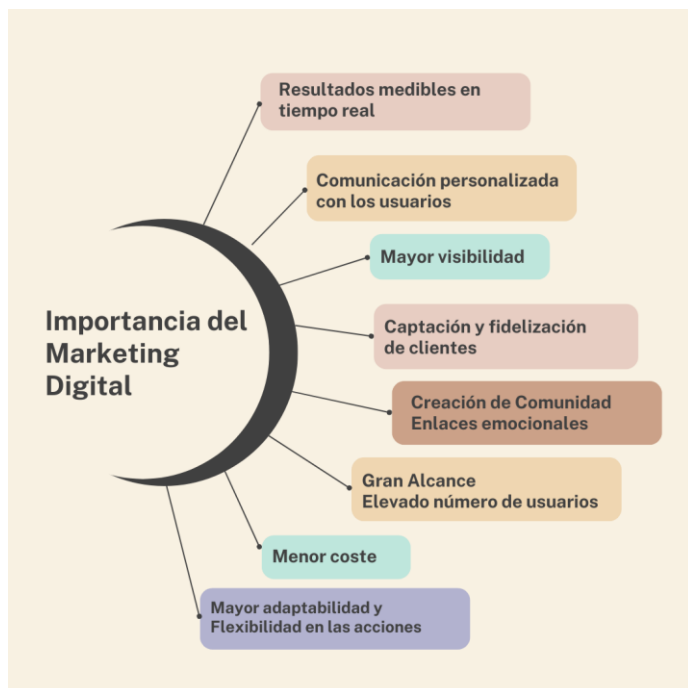 Importancia del
Marketing
Digital
Resultados medibles en
tiempo real
Comunicación personalizada
con los usuarios
Mayor visibilidad
Captación y fidelización
de clientes
Creación de Comunidad
Enlaces emocionales
Gran Alcance
Elevado número de usuarios
Menor coste
Mayor adaptabilidad y
Flexibilidad en las acciones